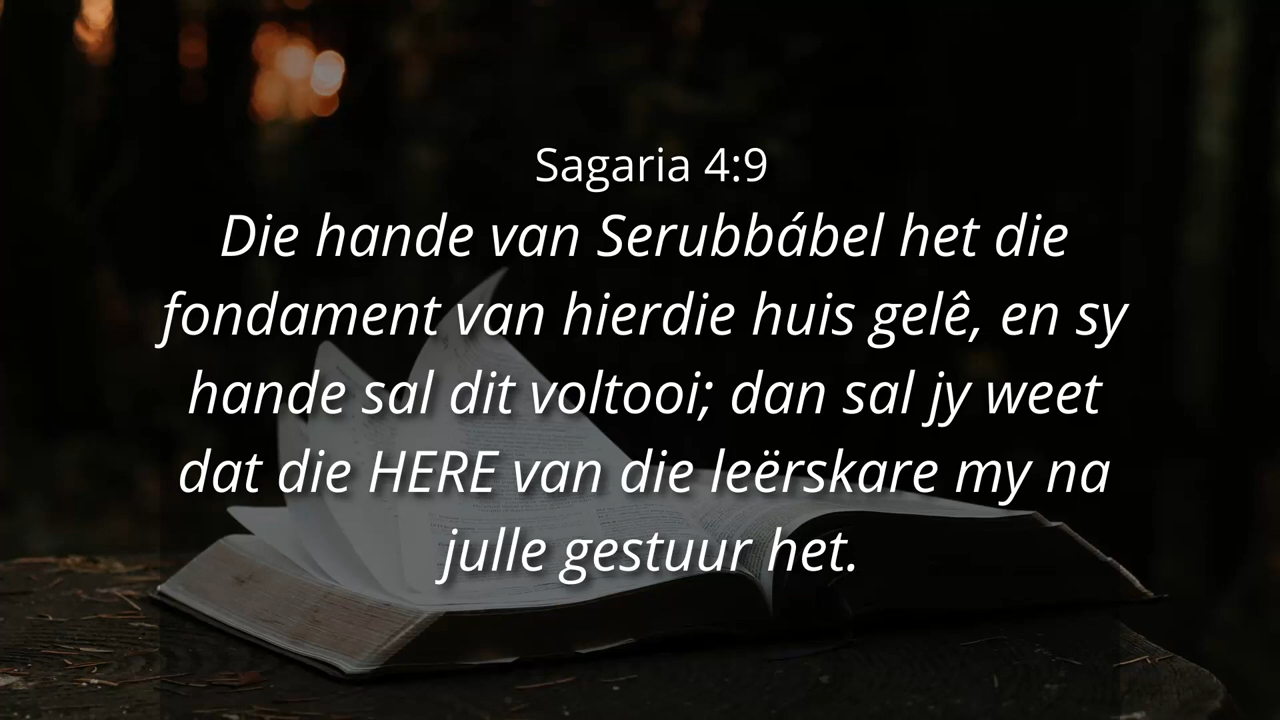 Sagaria 4:9
Die hande van Serubbábel het die
fondament van hierdie huis gelê, en sy
hande sal dit voltooi; dan sal jy weet
dat die HERE van die leërskare my na
julle gestuur het.